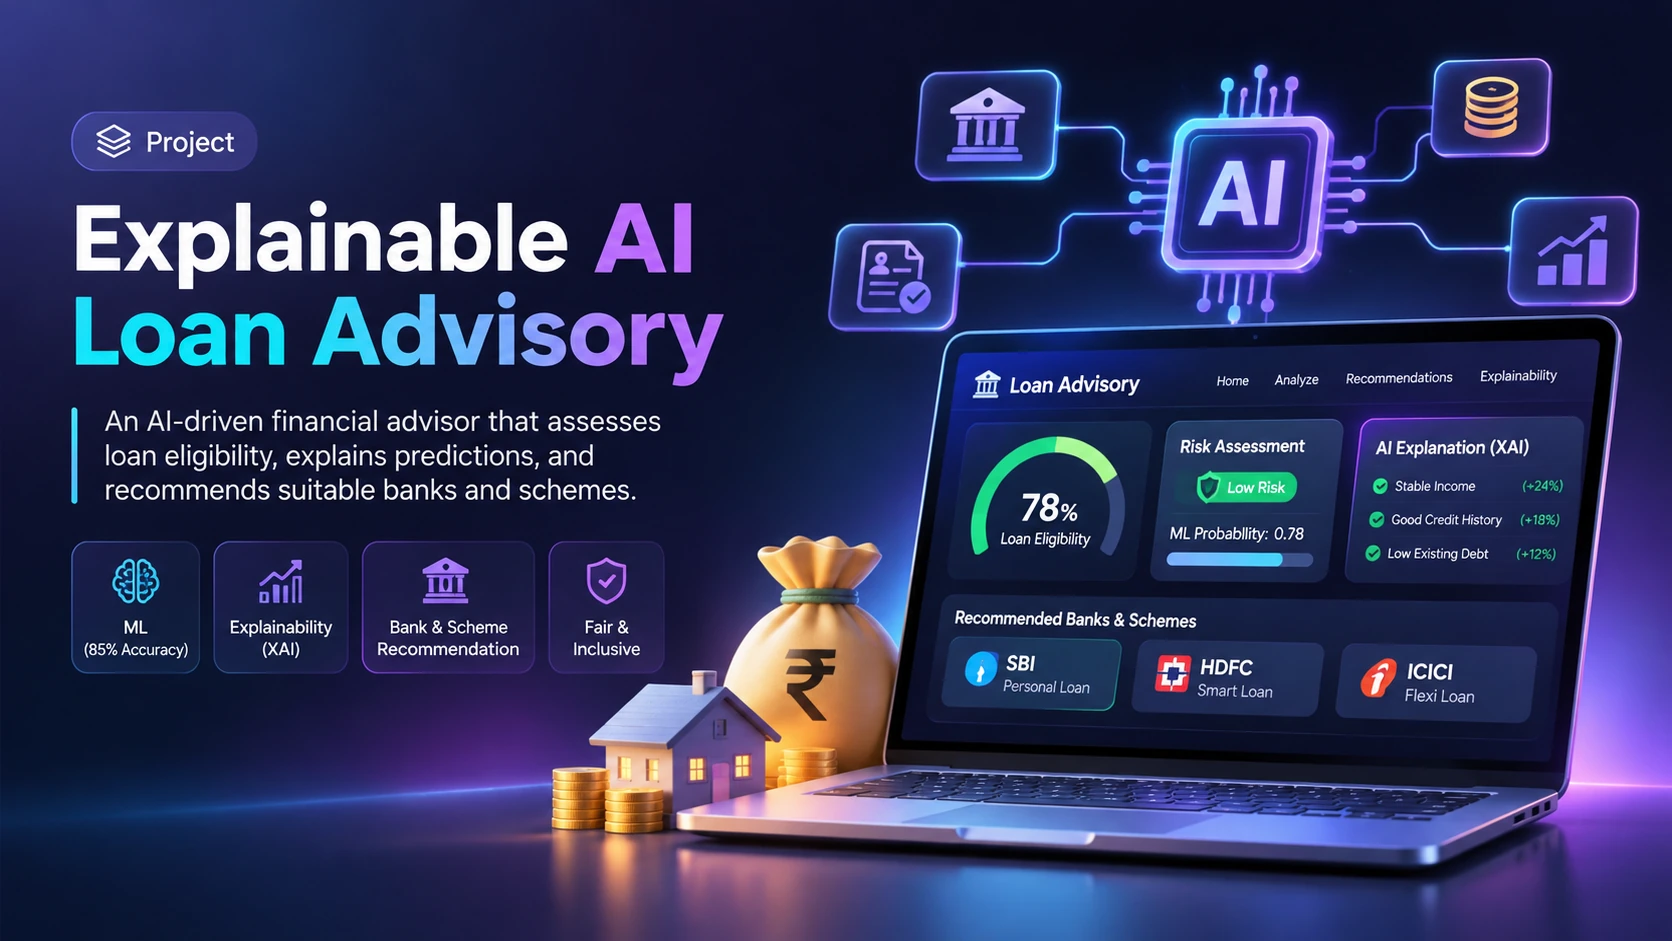 Project
Explainable AI
Loan Advisory
An AI-driven financial advisor that assesses
loan eligibility, explains predictions, and
recommends suitable banks and schemes.
ML
(85% Accuracy)
Explainability
(XAI)
Bank & Scheme
Recommendation
Fair &
Inclusive
AI
₹
Loan Advisory
Home
Analyze
Recommendations
Explainability
78%
Loan Eligibility
Risk Assessment
Low Risk
ML Probability: 0.78
AI Explanation (XAI)
Stable Income (+24%)
Good Credit History (+18%)
Low Existing Debt (+12%)
Recommended Banks & Schemes
SBI
Personal Loan
HDFC
Smart Loan
ICICI
Flexi Loan